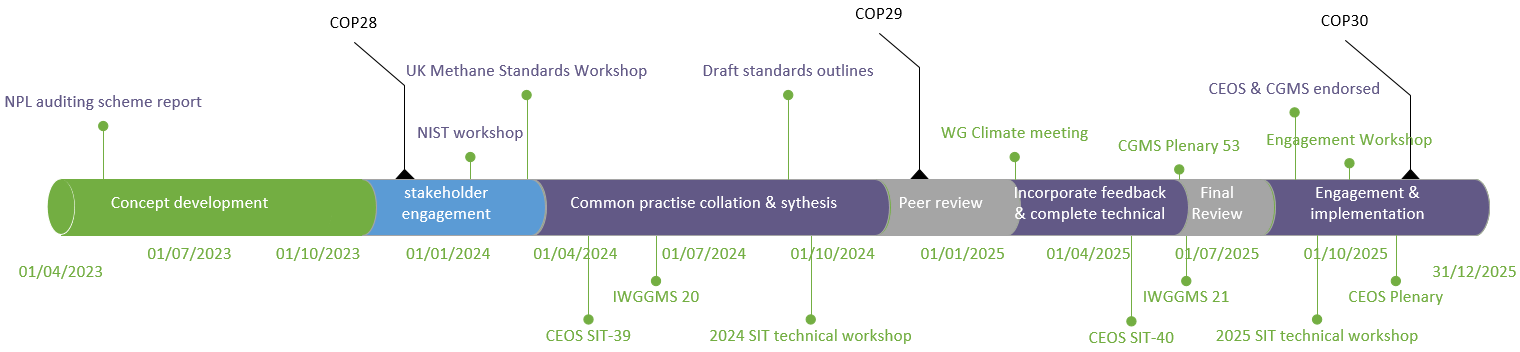 COP28
COP29
COP30
UK Methane Standards Workshop
Draft standards outlines
CEOS & CGMS endorsed
NPL auditing scheme report
NIST workshop
WG Climate meeting
CGMS Plenary 53
Engagement Workshop
Concept development
stakeholder
engagement
Common practise collation & sythesis
Peer review
Incorporate feedback
& complete technical
Final
Review
Engagement &
implementation
01/04/2023
01/07/2023
01/10/2023
01/01/2024
01/04/2024
01/07/2024
01/10/2024
01/01/2025
01/04/2025
01/07/2025
01/10/2025
31/12/2025
IWGGMS 20
IWGGMS 21
CEOS Plenary
CEOS SIT-39
2024 SIT technical workshop
CEOS SIT-40
2025 SIT technical workshop